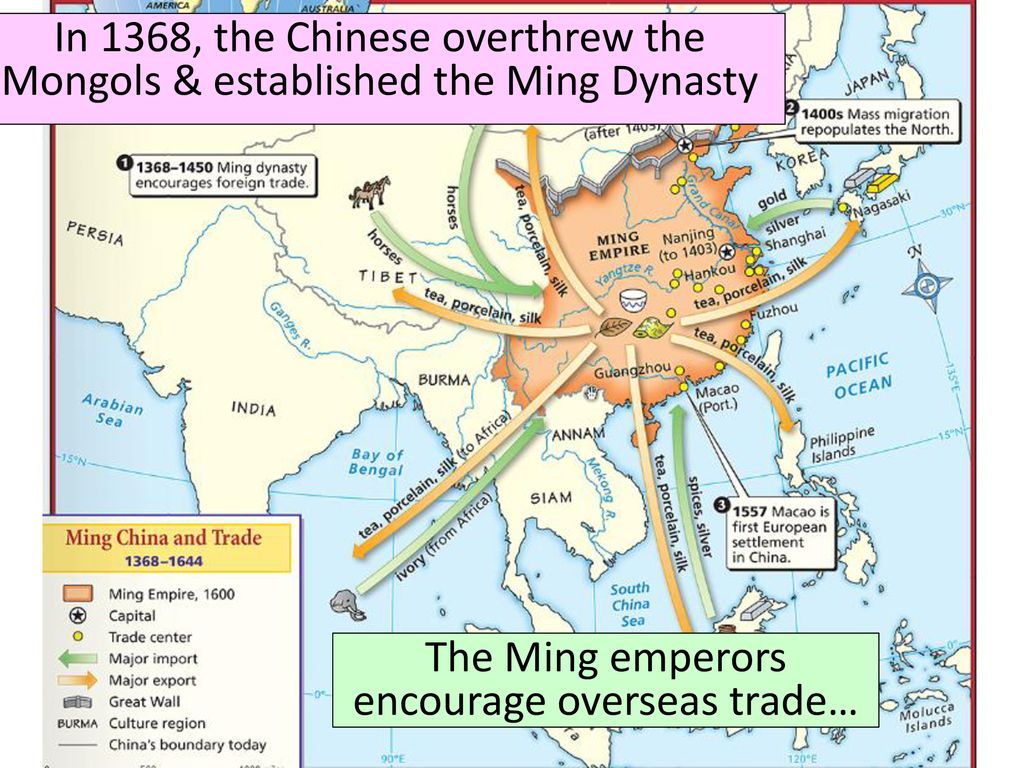 AMERICA
AUSTRALIA
In 1368, the Chinese overthrew the
Mongols & established the Ming Dynasty
JAPAN
2 1400s Mass migration
repopulates the North.
(after 1403)
KOREA
1 1368–1450 Ming dynasty
encourages foreign trade.
horses
tea, porcelain, silk
Grand Canal
gold
silver
Nagasaki
30°N
PERSIA
horses
TIBET
MING
EMPIRE
Nanjing
(to 1403)
Shanghai
Yangtze R.
Hankou
N
tea, porcelain, silk
tea, porcelain, silk
Fuzhou
Ganges R.
tea, porcelain, silk
Guangzhou
PACIFIC
OCEAN
135°E
BURMA
Macao
(Port.)
Arabian
Sea
INDIA
ANNAM
Philippine
Islands
15°N
15°N
Bay of
Bengal
tea, porcelain, silk (to Africa)
ivory (from Africa)
SIAM
Mekong R.
tea, porcelain, silk
spices, silver
3 1557 Macao is
first European
settlement
in China.
South
China
Sea
Ming China and Trade
1368–1644
Ming Empire, 1600
Capital
Trade center
Major import
Major export
Great Wall
BURMA Culture region
China's boundary today
The Ming emperors
encourage overseas trade…
0°
0°
Molucca
Islands
90°E
120°E